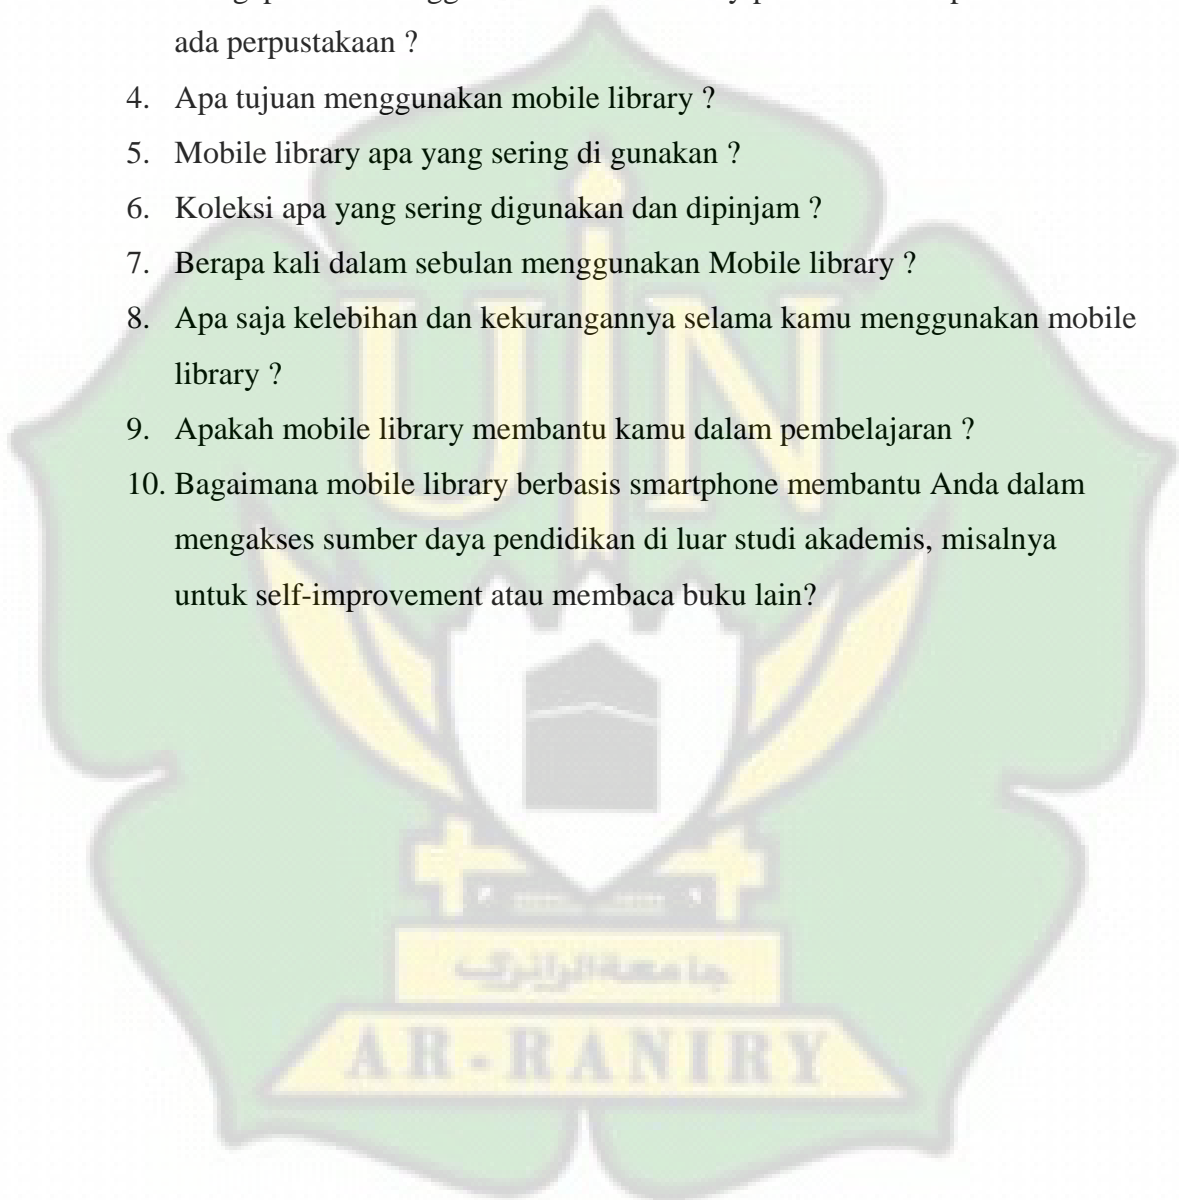 ada perpustakaan ?
4. Apa tujuan menggunakan mobile library ?
5. Mobile library apa yang sering di gunakan ?
6. Koleksi apa yang sering digunakan dan dipinjam ?
7. Berapa kali dalam sebulan menggunakan Mobile library ?
8. Apa saja kelebihan dan kekurangannya selama kamu menggunakan mobile
library ?
9. Apakah mobile library membantu kamu dalam pembelajaran ?
10. Bagaimana mobile library berbasis smartphone membantu Anda dalam
mengakses sumber daya pendidikan di luar studi akademis, misalnya
untuk self-improvement atau membaca buku lain?
UIN
جامعة الرانري
AR-RANIRY